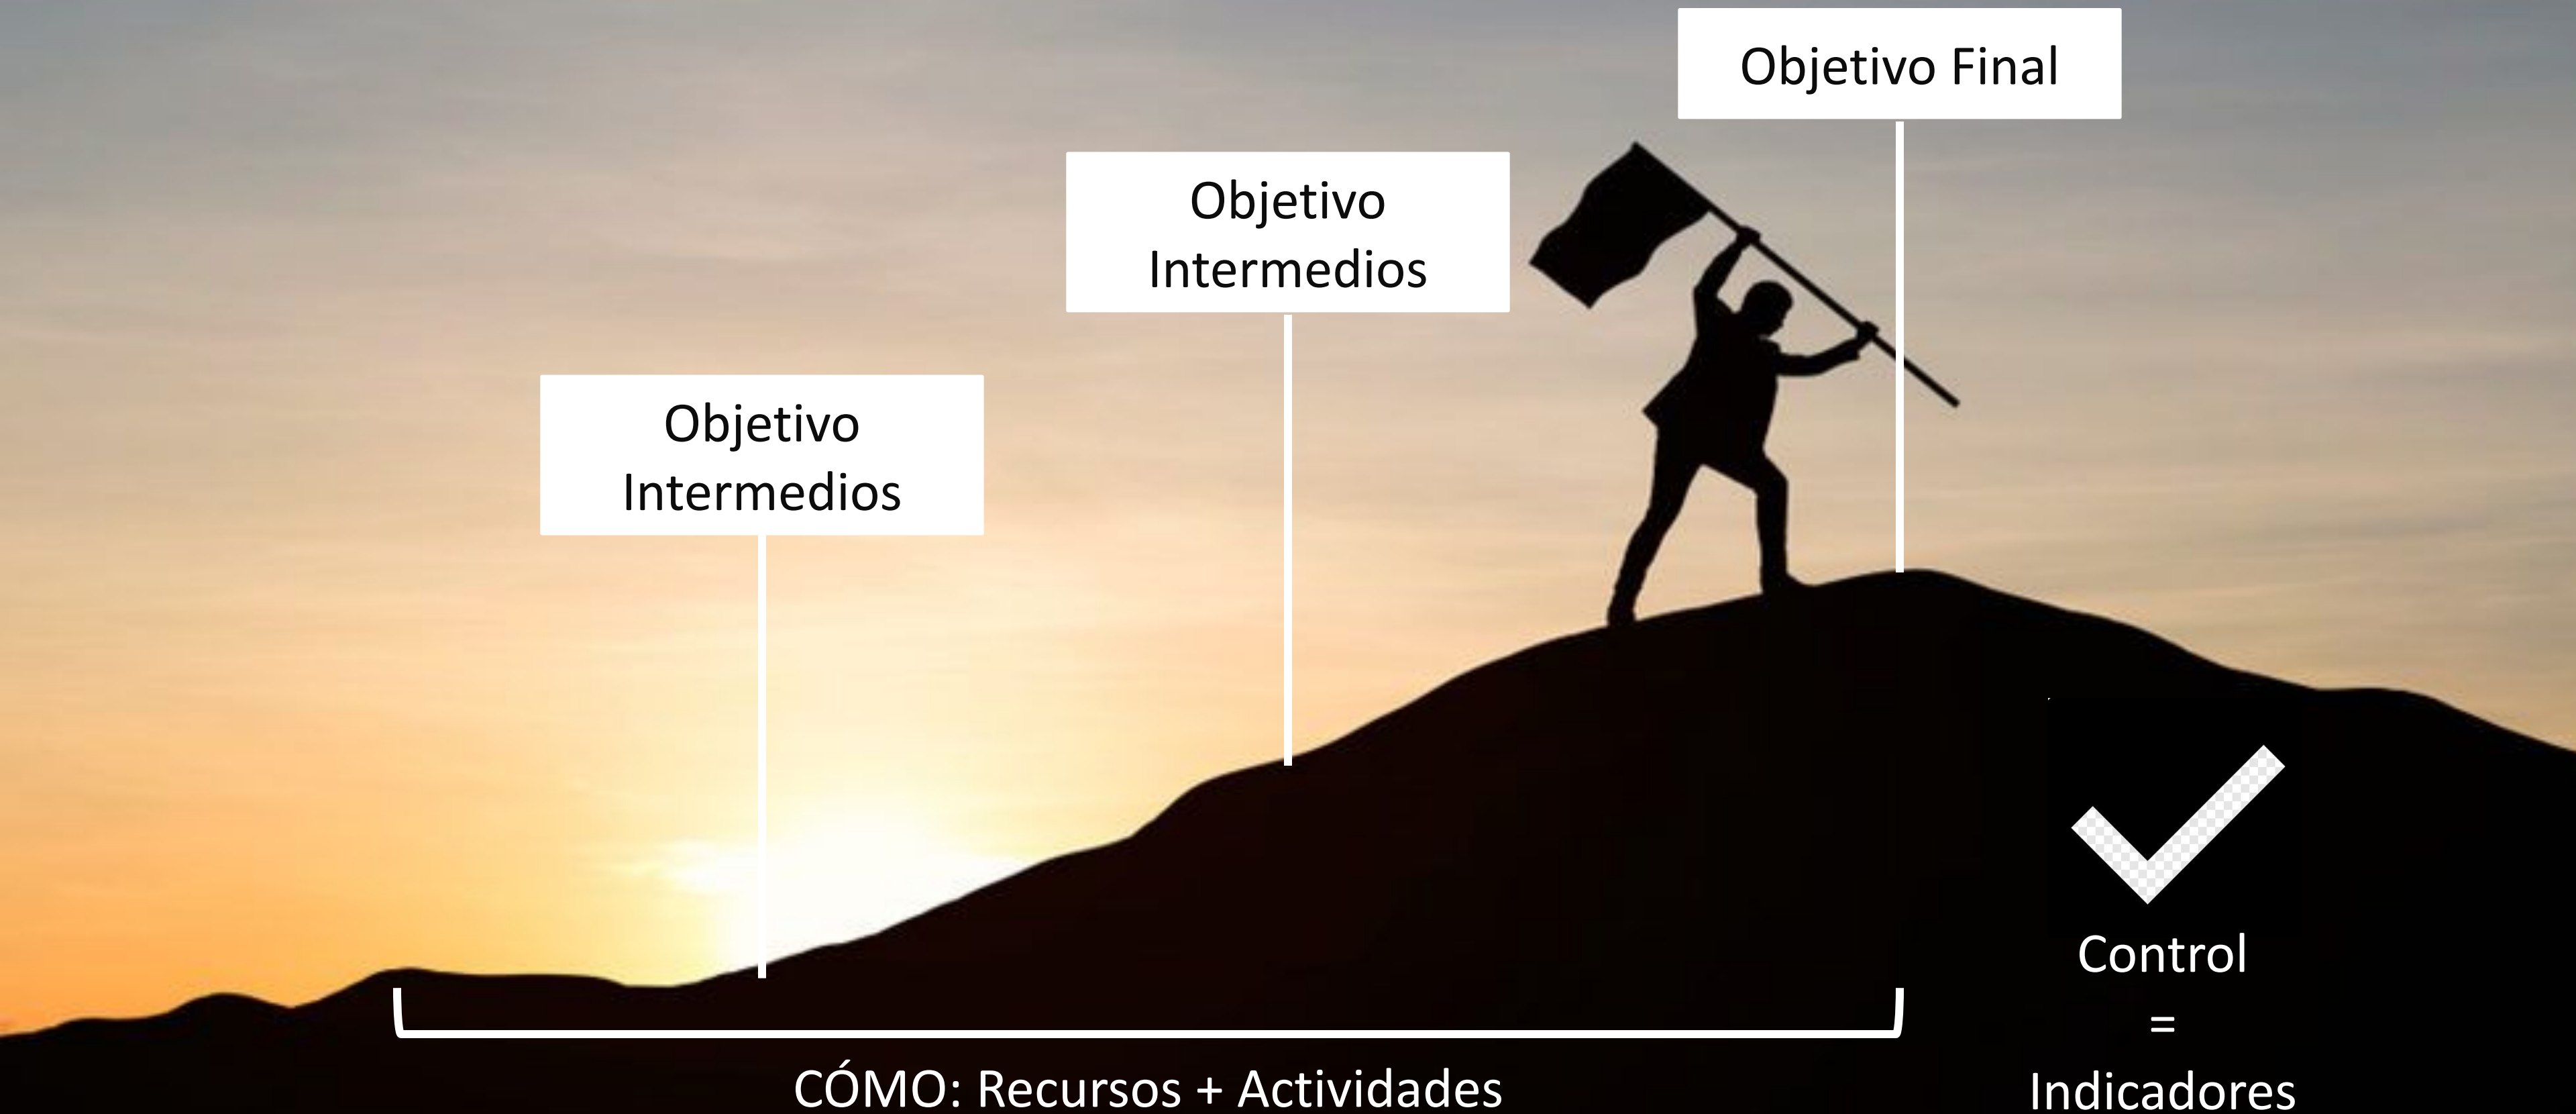 Objetivo Final
Objetivo
Intermedios
Objetivo
Intermedios
Control
=
Indicadores
CÓMO: Recursos + Actividades